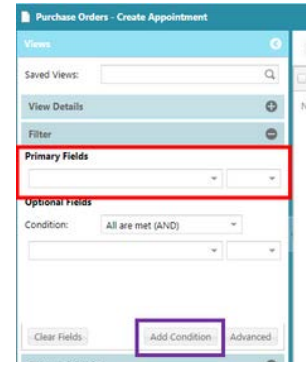 Purchase Orders - Create Appointment
Views
Saved Views:
View Details
Filter
Primary Fields
Optional Fields
Condition: All are met (AND)
Clear Fields Add Condition Advanced